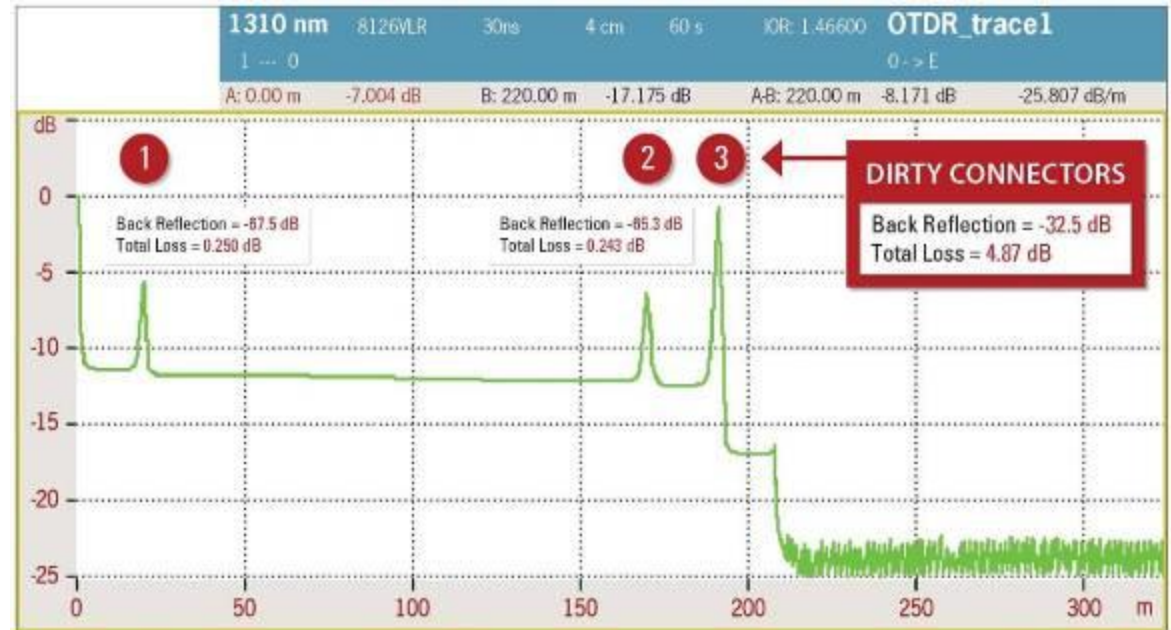 1310 nm 8126VLR 30ns 4 cm 60 s IOR: 1.46600 OTDR_trace1
1 --- 0 0 - > E
A: 0.00 m -7.004 dB B: 220.00 m -17.175 dB A-B: 220.00 m -8.171 dB -25.807 dB/m
dB
1 2 3
DIRTY CONNECTORS
Back Reflection = -67.5 dB
Total Loss = 0.250 dB
Back Reflection = -65.3 dB
Total Loss = 0.243 dB
Back Reflection = -32.5 dB
Total Loss = 4.87 dB
0
-5
-10
-15
-20
-25
0 50 100 150 200 250 300 m